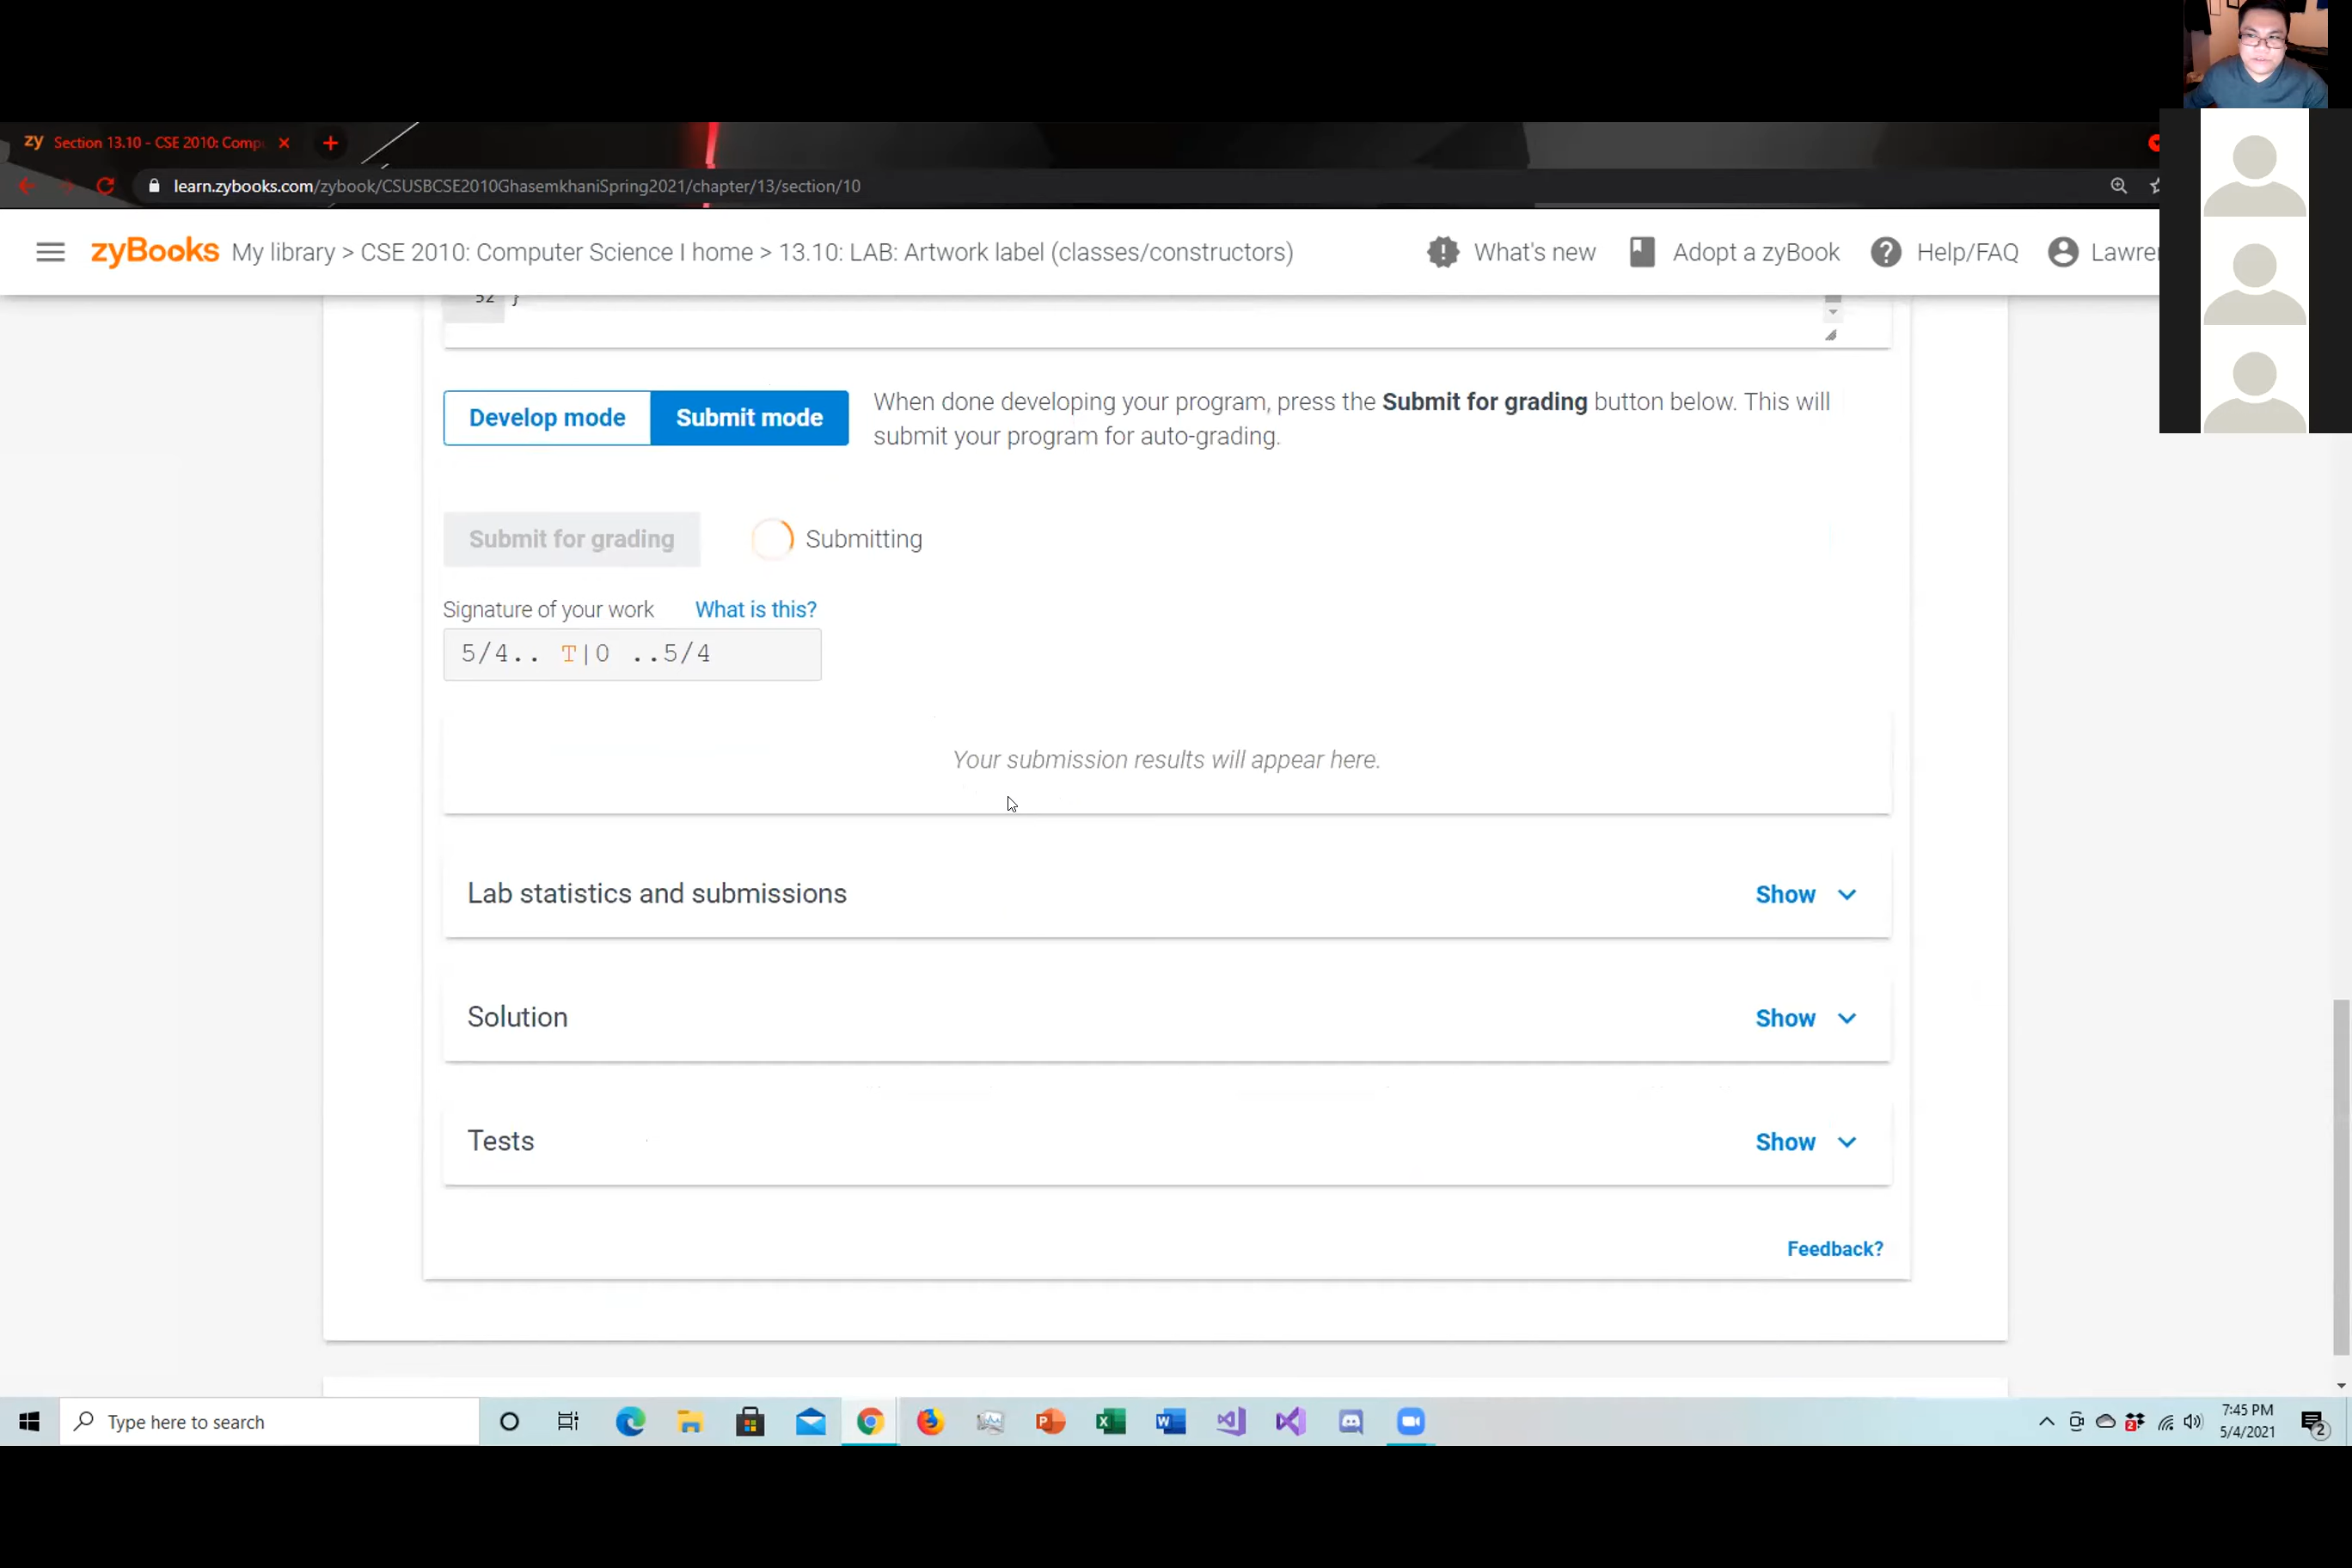 zy Section 13.10 - CSE 2010: Comp
learn.zybooks.com/zybook/CSUSBCSE2010GhasemkhaniSpring2021/chapter/13/section/10
zyBooks My library > CSE 2010: Computer Science I home > 13.10: LAB: Artwork label (classes/constructors) What's new Adopt a zyBook Help/FAQ Lawre
52 }
Develop mode Submit mode When done developing your program, press the Submit for grading button below. This will
submit your program for auto-grading.
Submit for grading Submitting
Signature of your work What is this?
5/4.. T|0 ..5/4
Your submission results will appear here.
Lab statistics and submissions Show
Solution Show
Tests Show
Feedback?
Type here to search
7:45 PM
5/4/2021
2